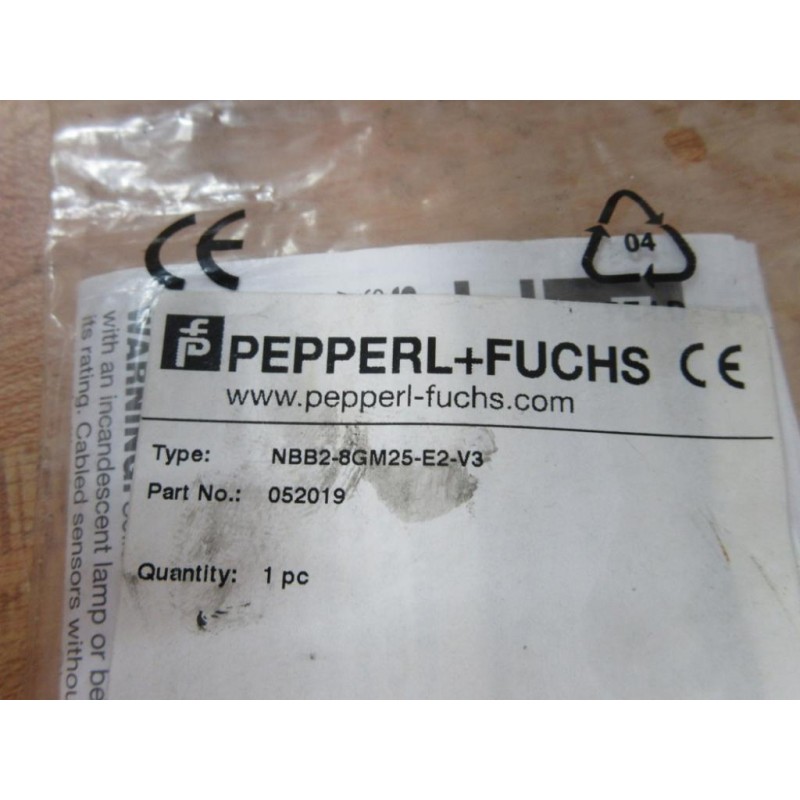 CE
04
PEPPERL+FUCHS CE
www.pepperl-fuchs.com
Type: NBB2-8GM25-E2-V3
Part No.: 052019
Quantity: 1 pc
WARNING:
with an incandescent lamp or be
its rating. Cabled sensors withou